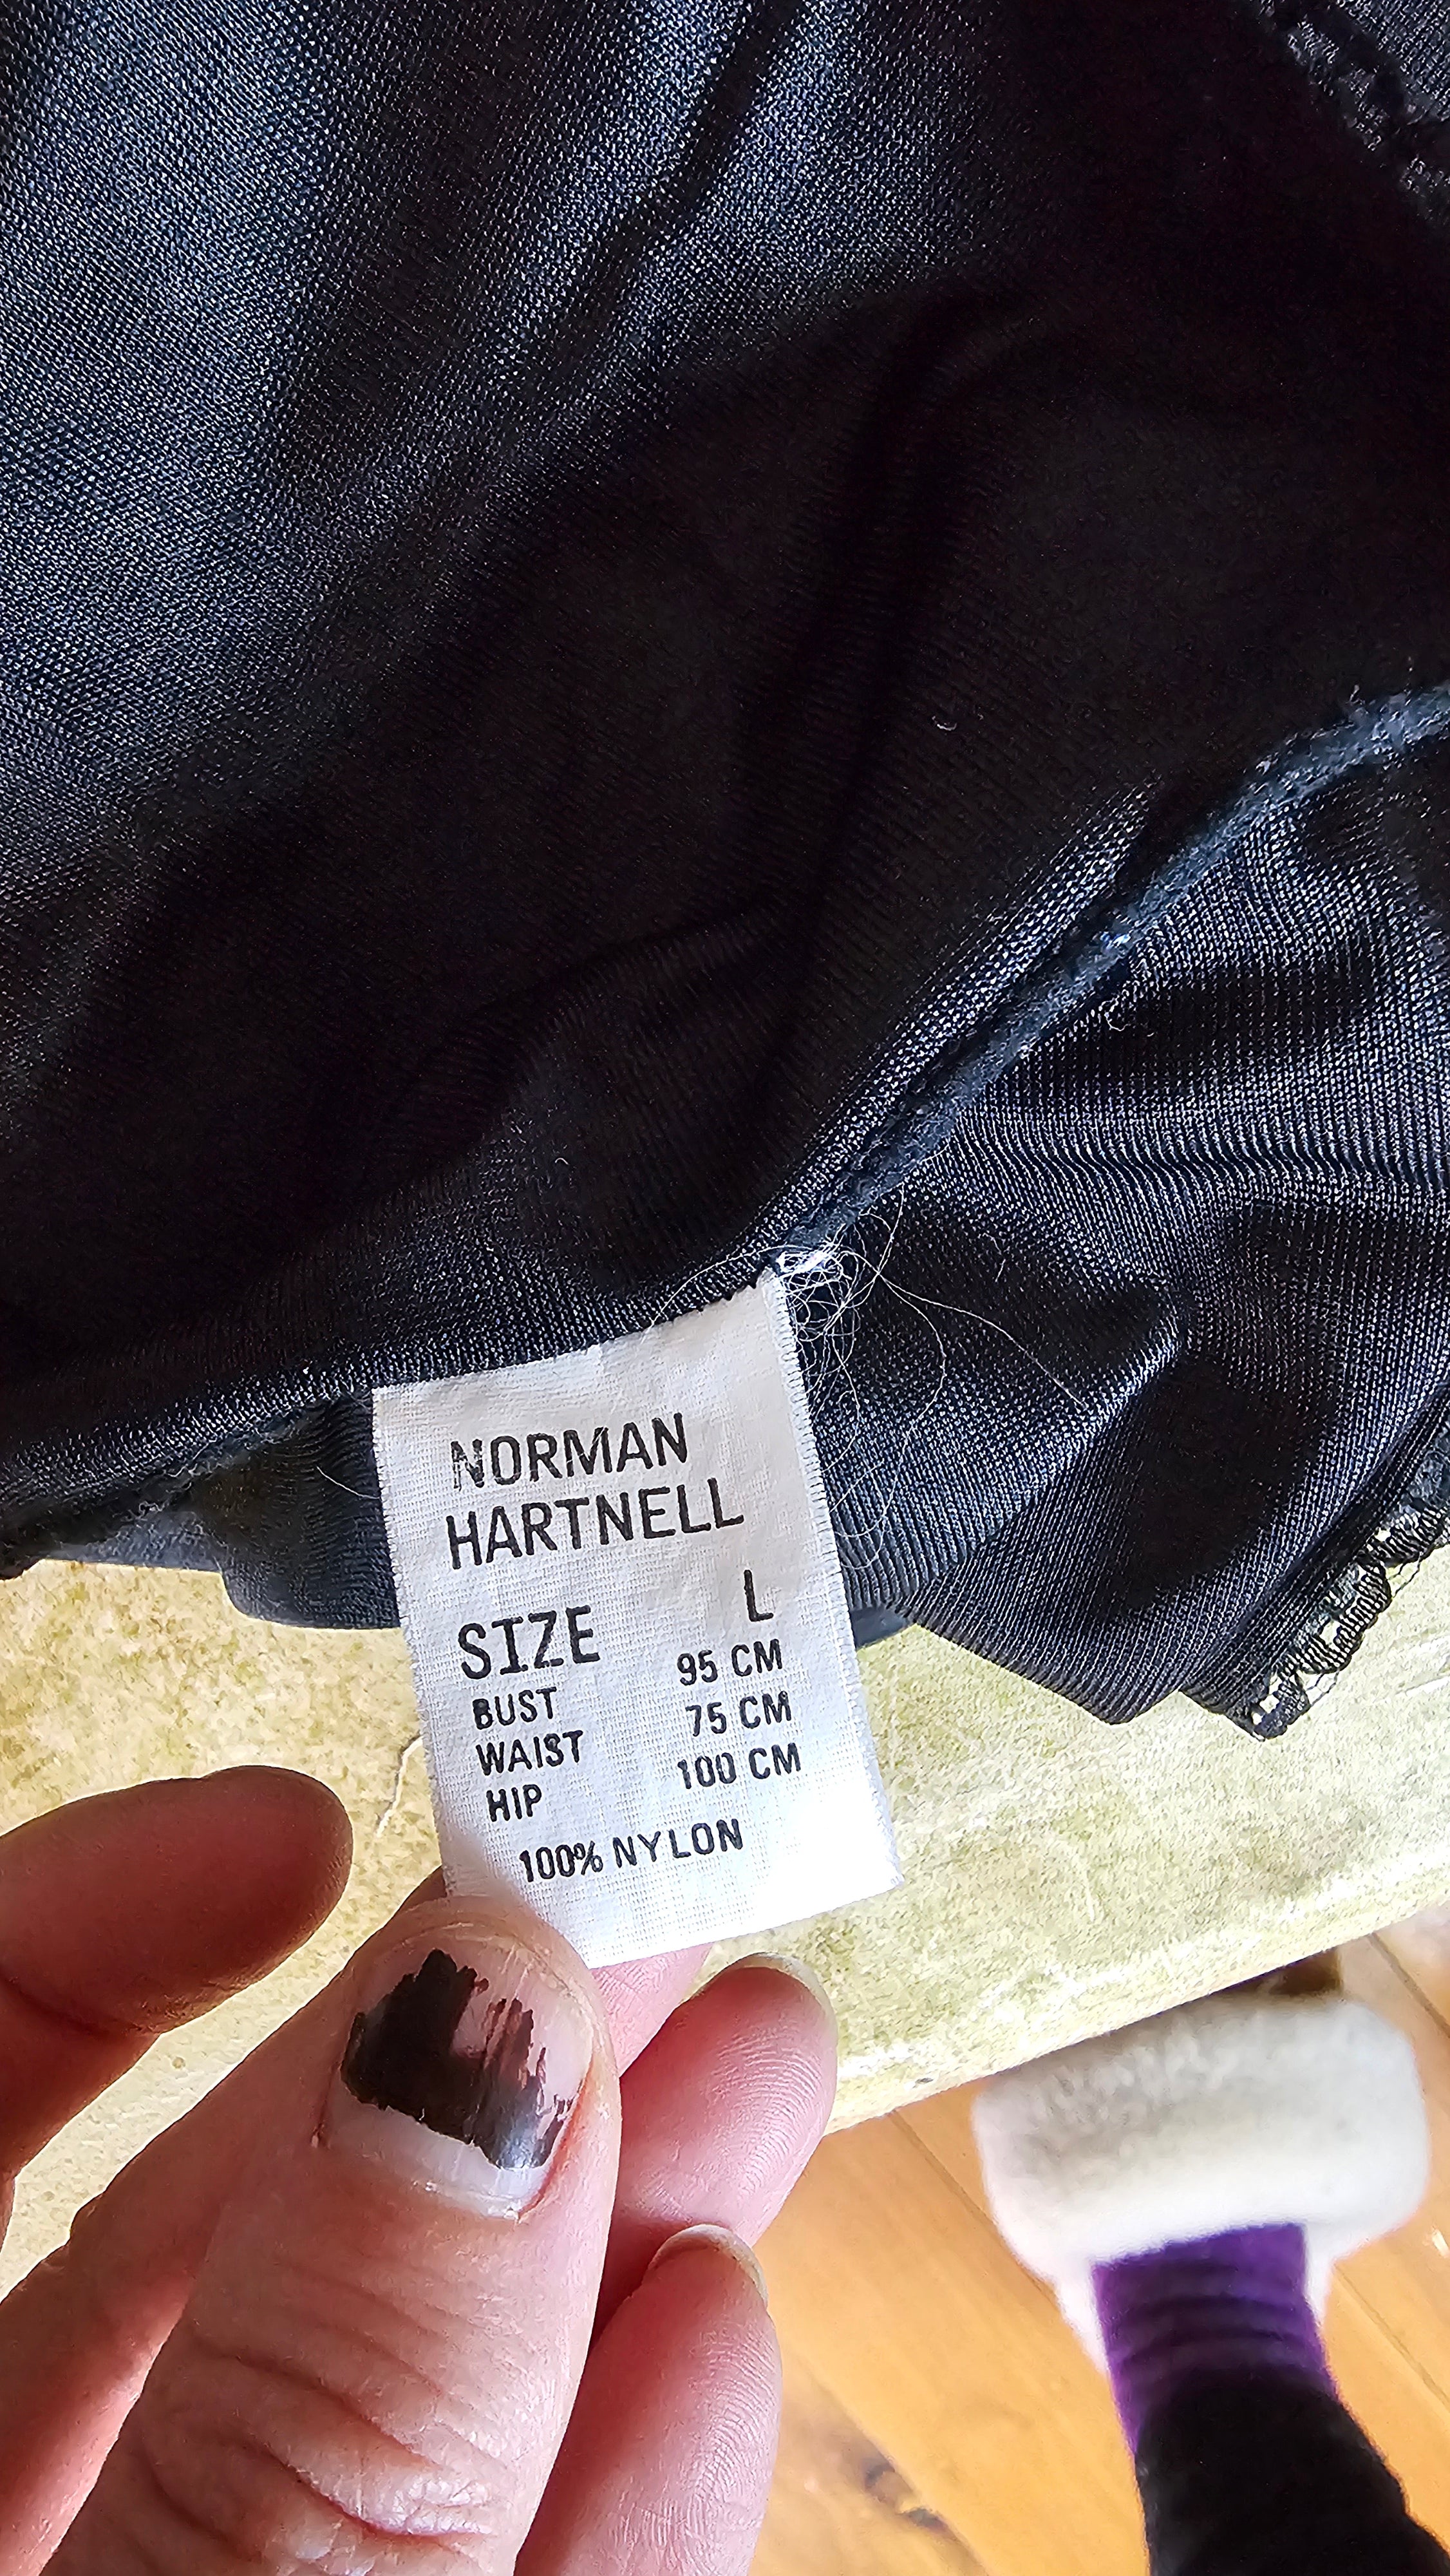 NORMAN
HARTNELL
SIZE L
BUST 95 CM
WAIST 75 CM
HIP 100 CM
100% NYLON